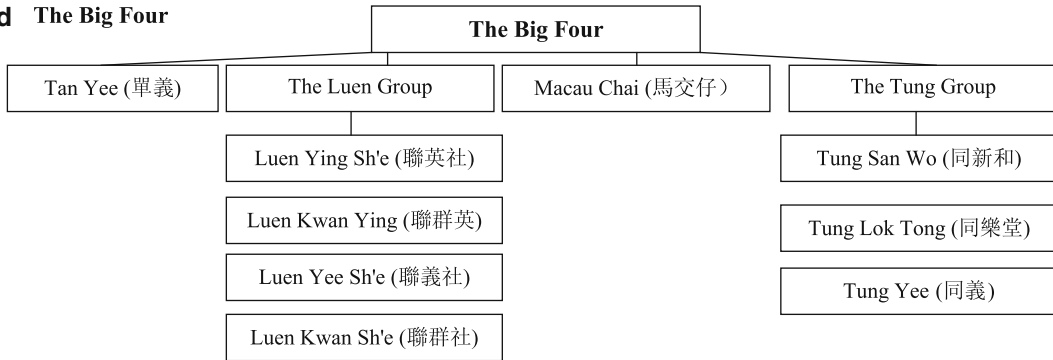 d The Big Four
The Big Four
Tan Yee (單義)
The Luen Group
Macau Chai (馬交仔）
The Tung Group
Luen Ying Sh'e (聯英社)
Tung San Wo (同新和)
Luen Kwan Ying (聯群英)
Tung Lok Tong (同樂堂)
Luen Yee Sh'e (聯義社)
Tung Yee (同義)
Luen Kwan Sh'e (聯群社)